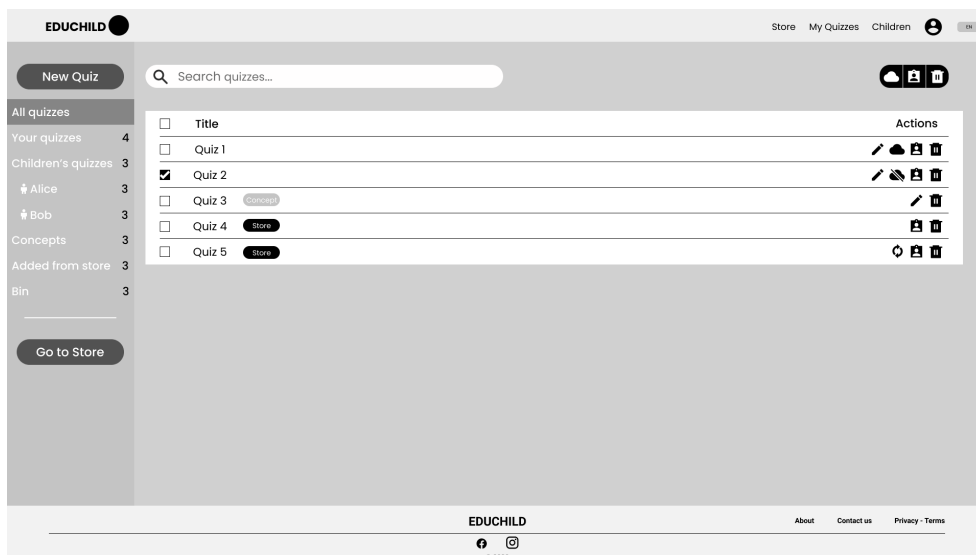 EDUCHILD
Store My Quizzes Children EN
New Quiz
Search quizzes...
All quizzes
Your quizzes 4
Children's quizzes 3
Alice 3
Bob 3
Concepts 3
Added from store 3
Bin 3
Go to Store
Title Actions
Quiz 1
Quiz 2
Quiz 3 Concept
Quiz 4 Store
Quiz 5 Store
EDUCHILD
About Contact us Privacy - Terms